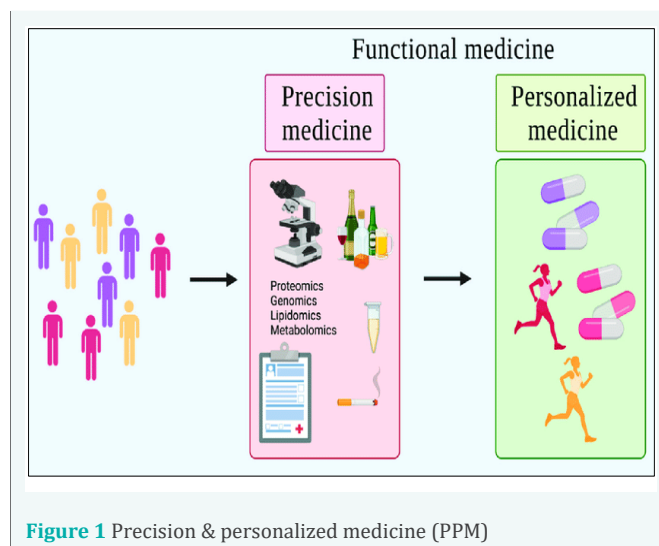 Functional medicine
Precision
medicine
Personalized
medicine
Proteomics
Genomics
Lipidomics
Metabolomics
Figure 1 Precision & personalized medicine (PPM)